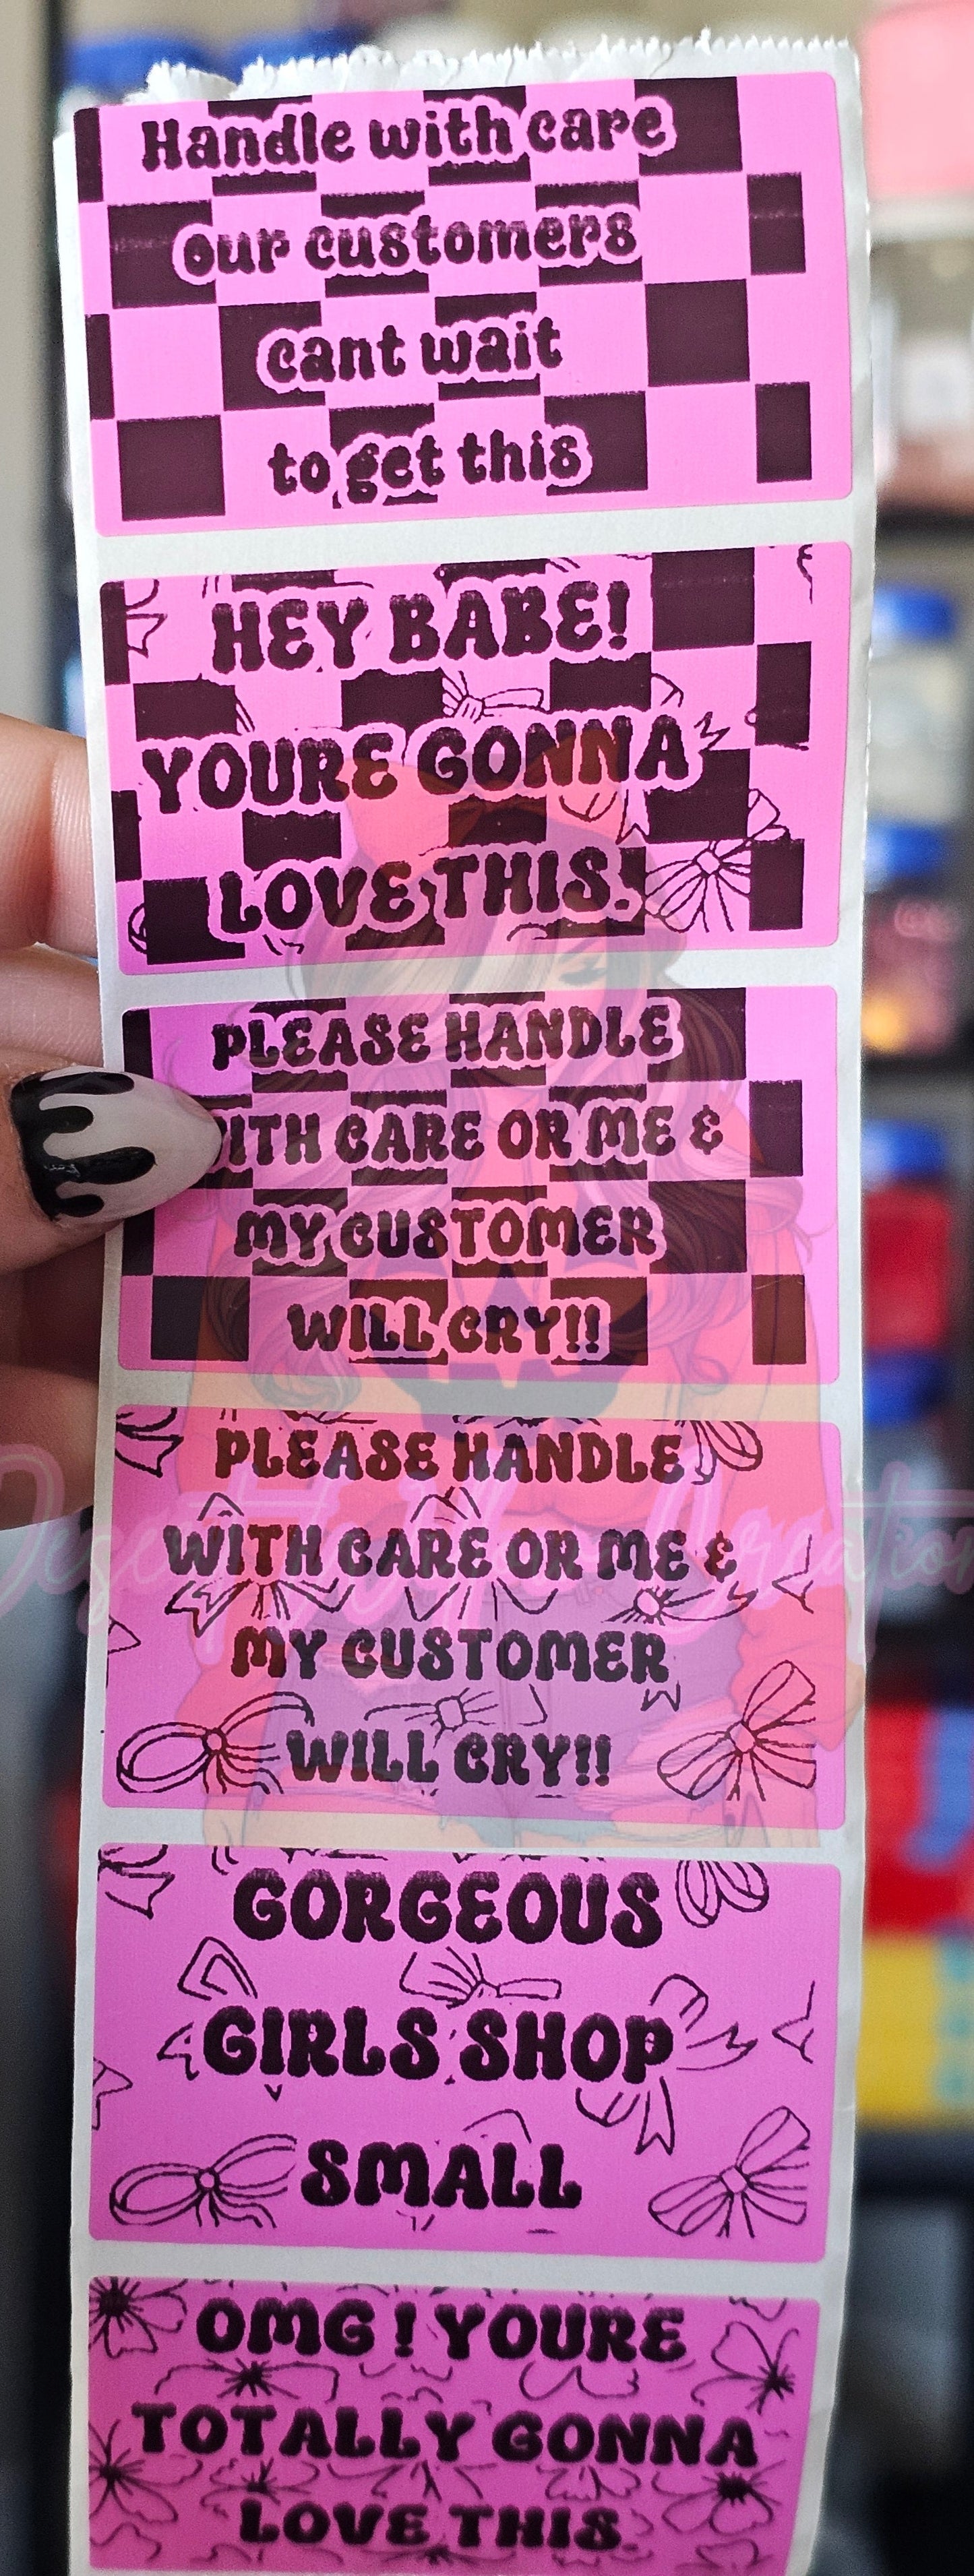 Handle with care
our customers
cant wait
to get this
HEY BABE!
YOURE GONNA
LOVE THIS!
PLEASE HANDLE
WITH CARE OR ME &
MY CUSTOMER
WILL CRY!!
PLEASE HANDLE
WITH CARE OR ME &
MY CUSTOMER
WILL CRY!!
GORGEOUS
GIRLS SHOP
SMALL
OMG! YOURE
TOTALLY GONNA
LOVE THIS